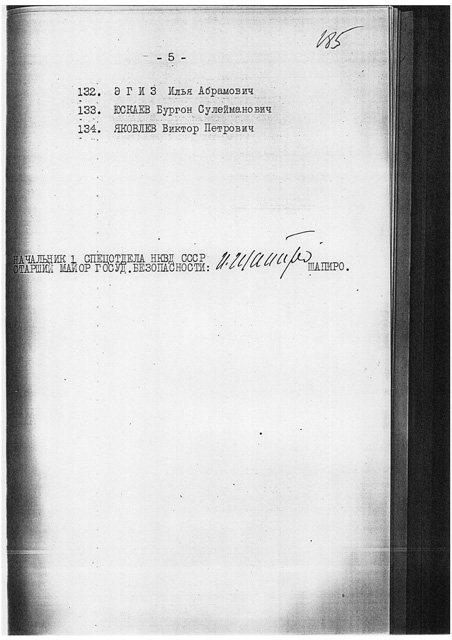 185
- 5 -
132. Э Г И З Илья Абрамович
133. ЮСКАЕВ Бургон Сулейманович
134. ЯКОВЛЕВ Виктор Петрович
НАЧАЛЬНИК 1 СПЕЦОТДЕЛА НКВД СССР
СТАРШИЙ МАЙОР ГОСУД.БЕЗОПАСНОСТИ: И.Шапиро ШАПИРО.